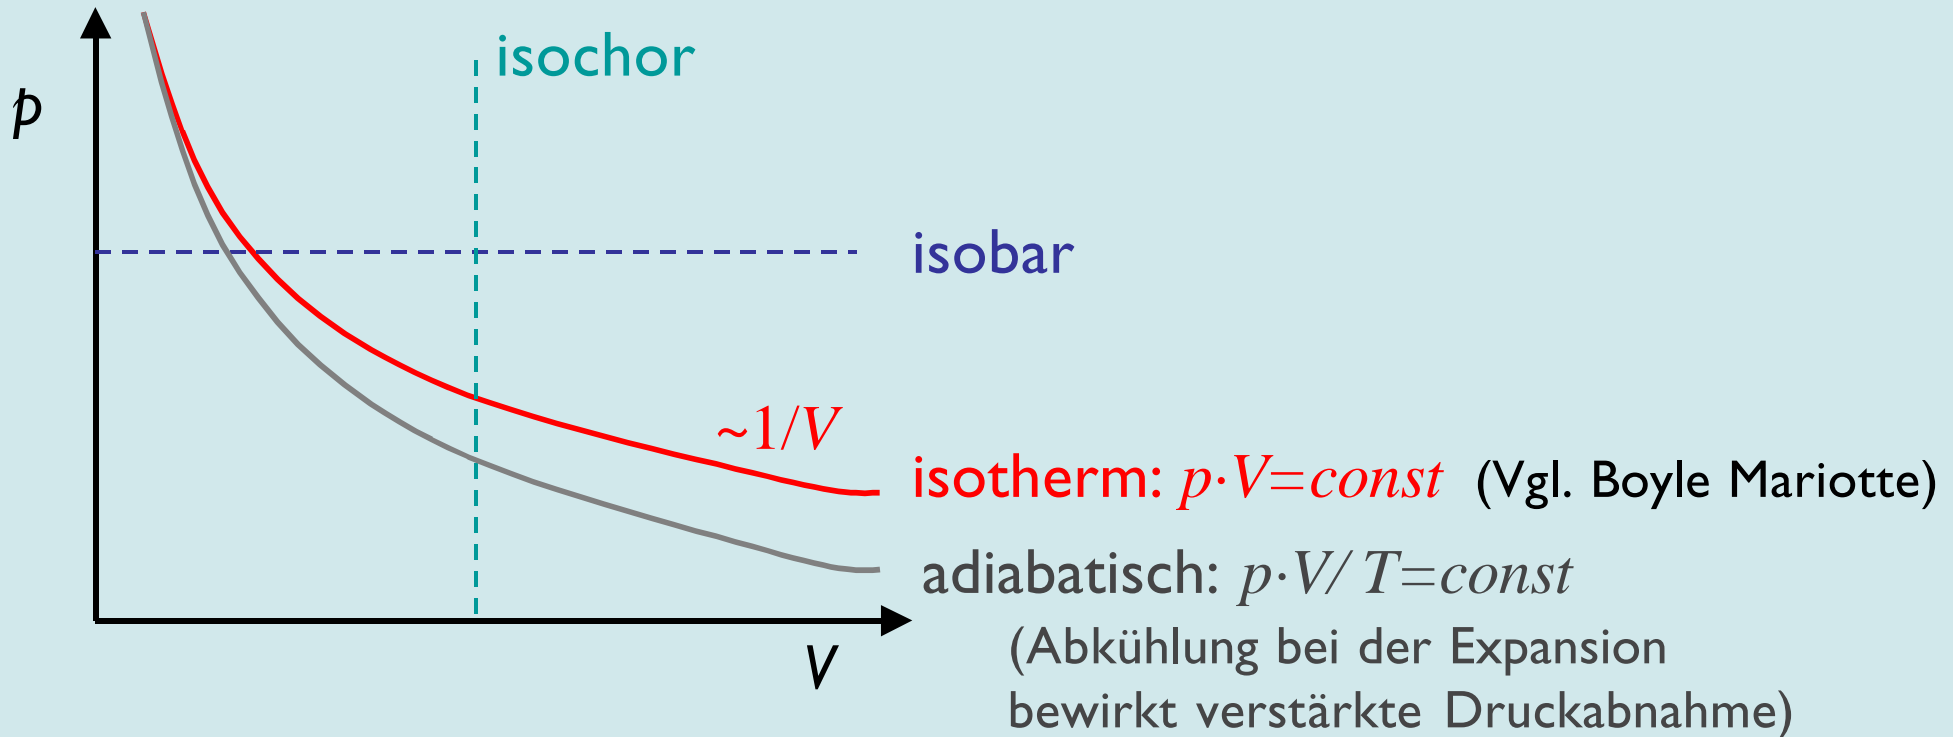 isochor
p
isobar
~1/V
isotherm: p·V=const (Vgl. Boyle Mariotte)
adiabatisch: p·V/ T=const
(Abkühlung bei der Expansion
V
bewirkt verstärkte Druckabnahme)